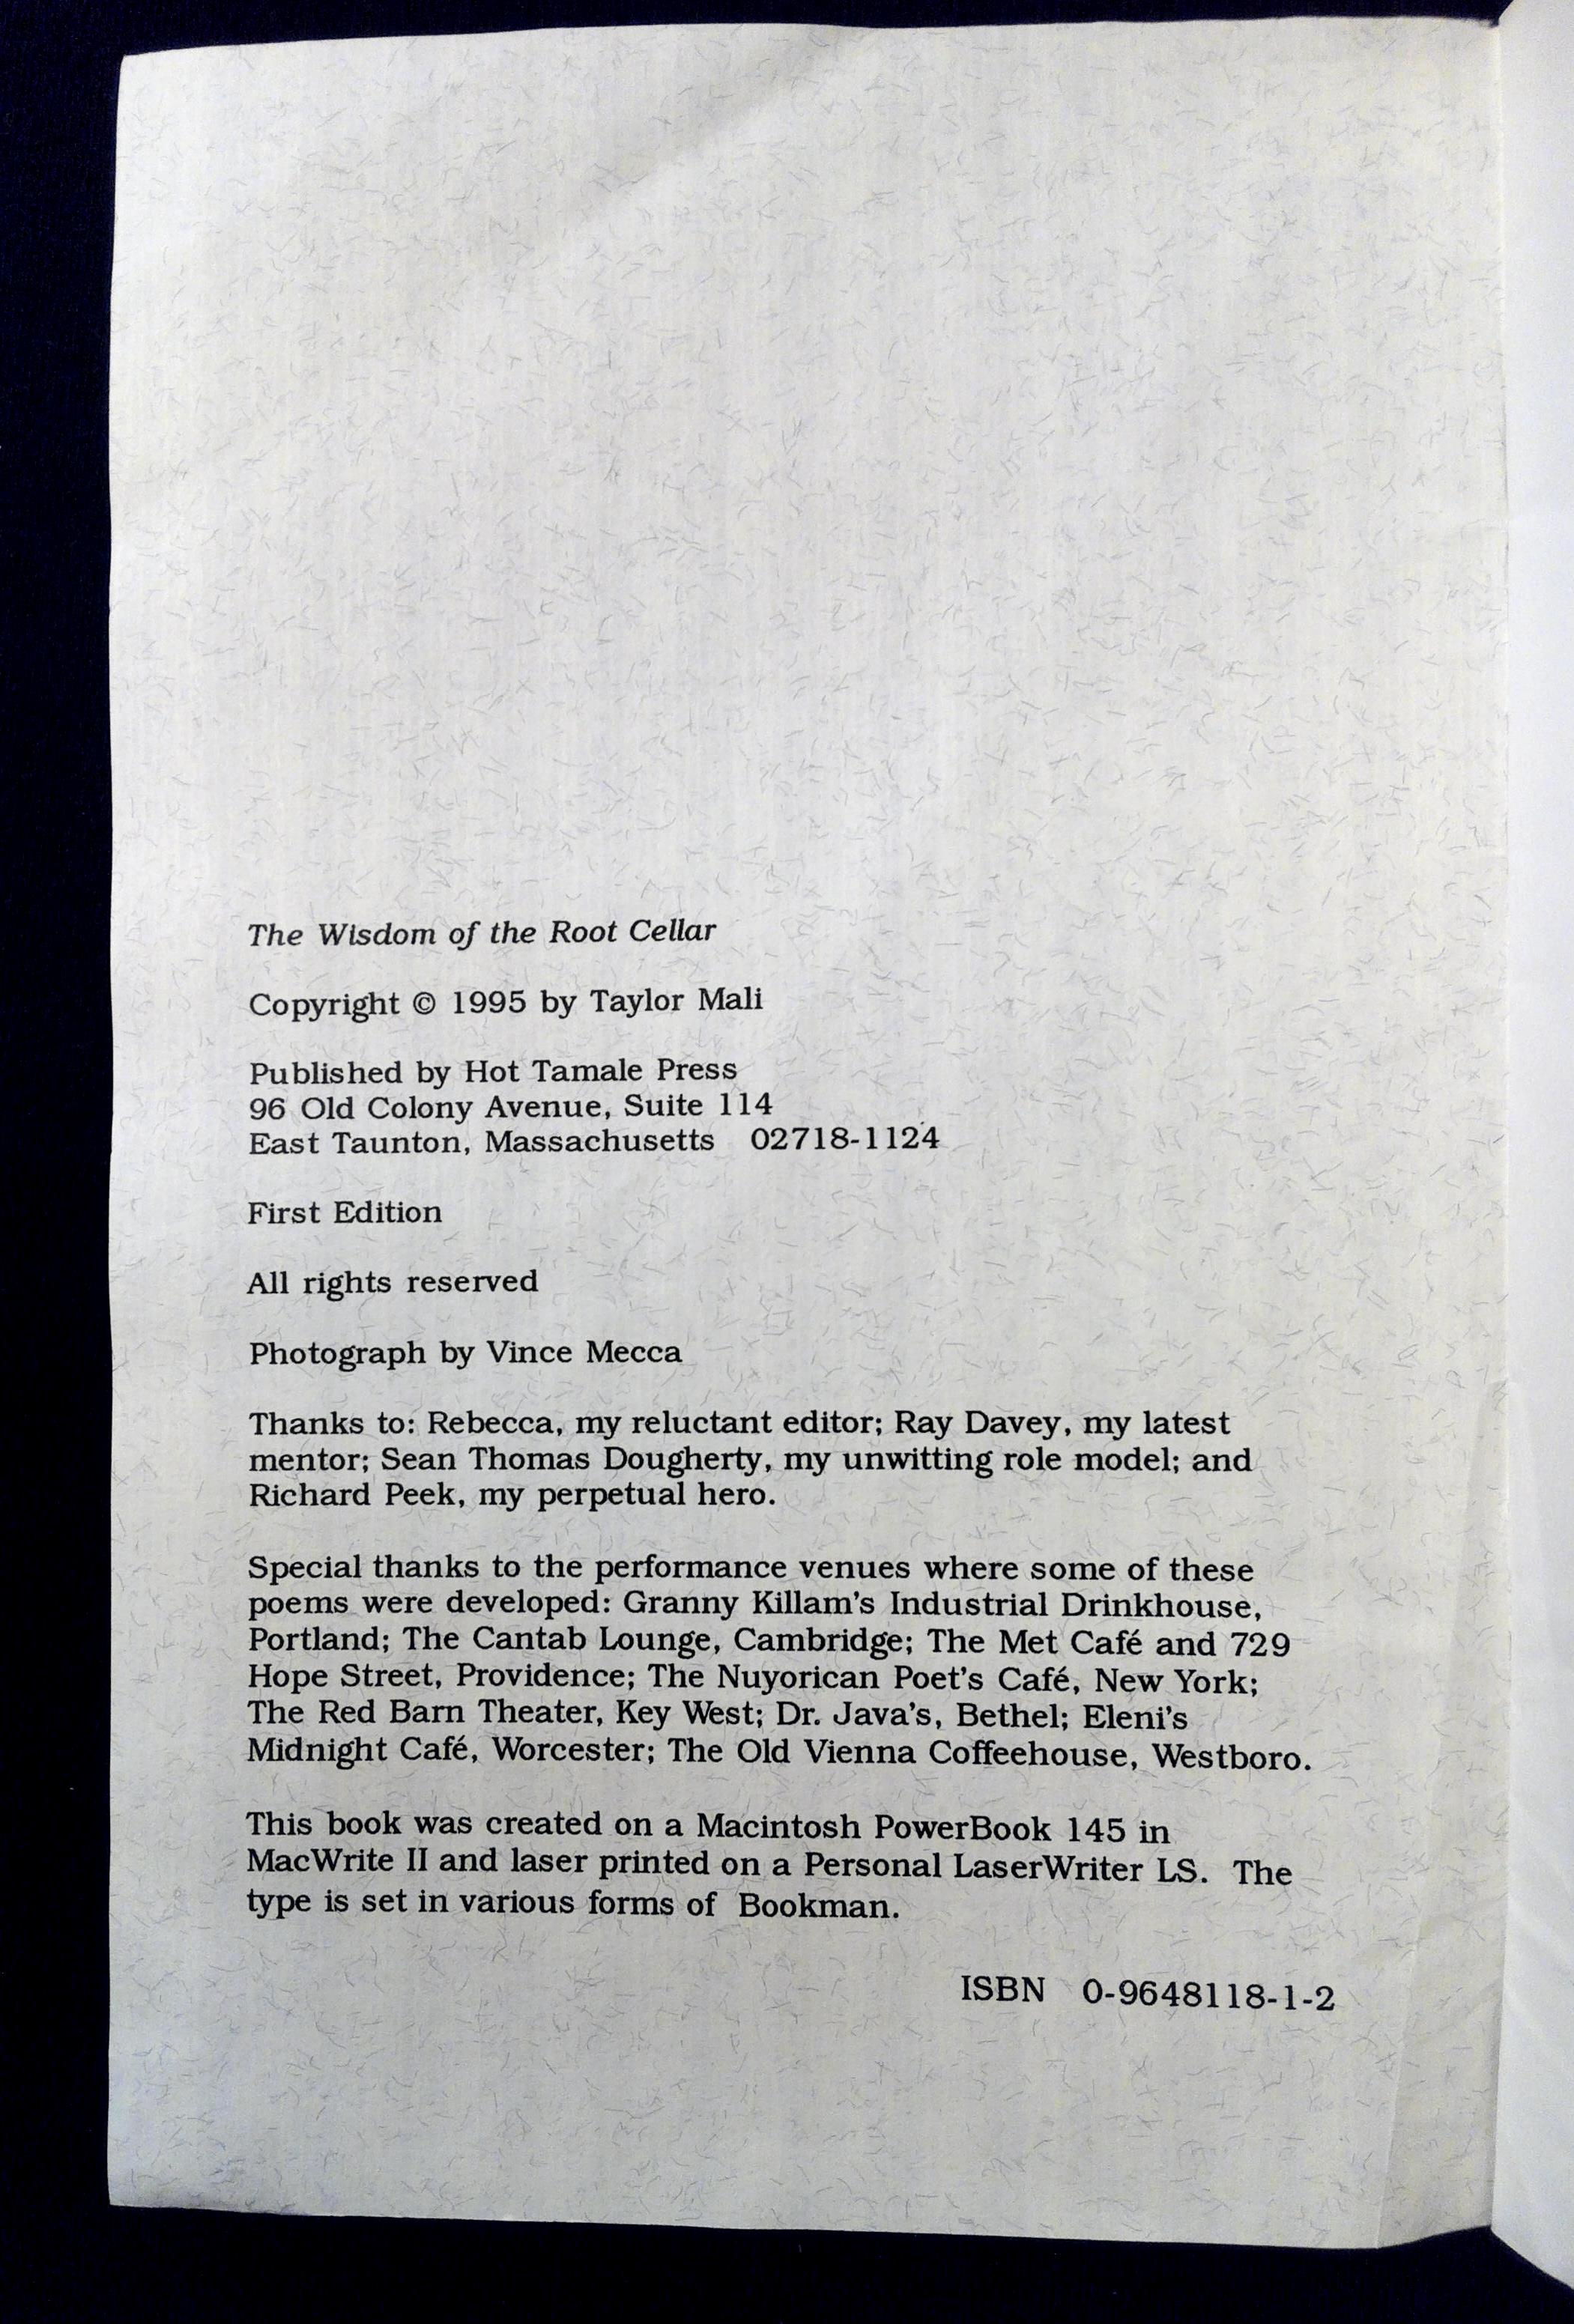 The Wisdom of the Root Cellar
Copyright © 1995 by Taylor Mali
Published by Hot Tamale Press
96 Old Colony Avenue, Suite 114
East Taunton, Massachusetts 02718-1124
First Edition
All rights reserved
Photograph by Vince Mecca
Thanks to: Rebecca, my reluctant editor; Ray Davey, my latest
mentor; Sean Thomas Dougherty, my unwitting role model; and
Richard Peek, my perpetual hero.
Special thanks to the performance venues where some of these
poems were developed: Granny Killam's Industrial Drinkhouse,
Portland; The Cantab Lounge, Cambridge; The Met Café and 729
Hope Street, Providence; The Nuyorican Poet's Café, New York;
The Red Barn Theater, Key West; Dr. Java's, Bethel; Eleni's
Midnight Café, Worcester; The Old Vienna Coffeehouse, Westboro.
This book was created on a Macintosh PowerBook 145 in
MacWrite II and laser printed on a Personal LaserWriter LS. The
type is set in various forms of Bookman.
ISBN 0-9648118-1-2